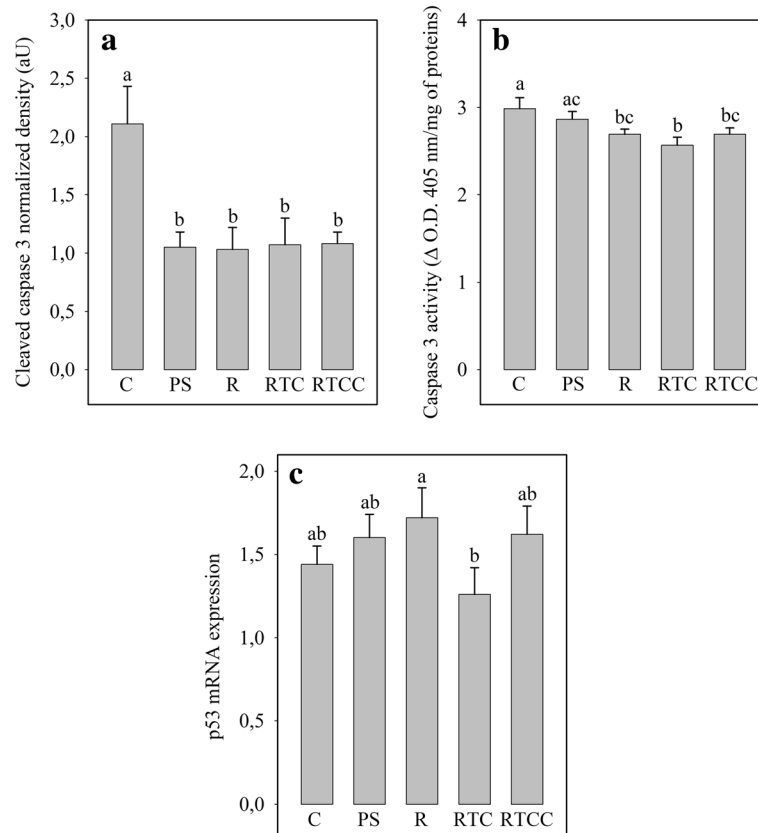 a
Cleaved caspase 3 normalized density (aU)
3,0
2,5
2,0
1,5
1,0
0,5
0,0
a
b
b
b
b
C PS R RTC RTCC
b
Caspase 3 activity (Δ O.D. 405 nm/mg of proteins)
4
3
2
1
0
a
ac
bc
b
bc
C PS R RTC RTCC
c
p53 mRNA expression
2,0
1,5
1,0
0,5
0,0
ab
ab
a
b
ab
C PS R RTC RTCC